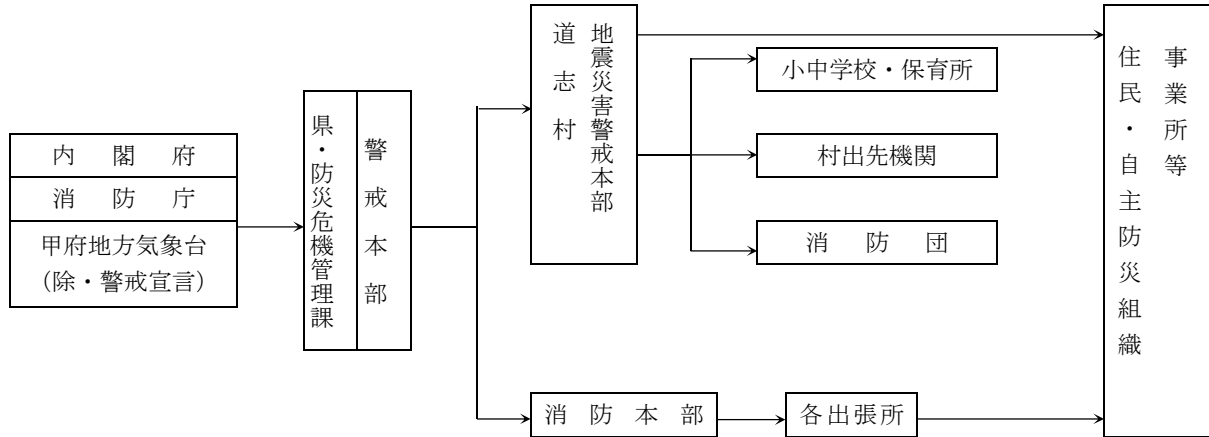 内閣府
消防庁
甲府地方気象台
（除・警戒宣言）
県・防災危機管理課
警戒本部
道志村
地震災害警戒本部
小中学校・保育所
村出先機関
消防団
消防本部
各出張所
事業所等
住民・自主防災組織